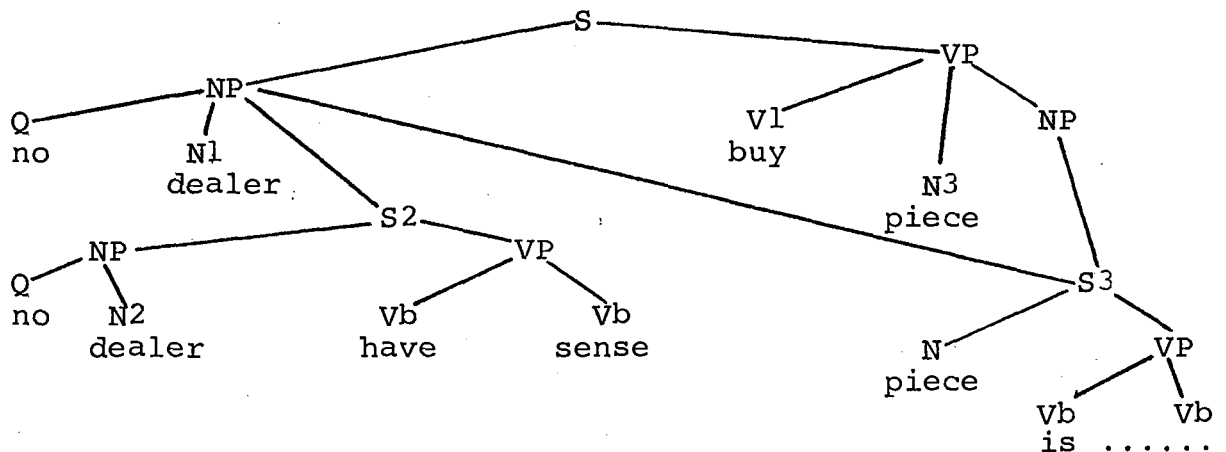 S
NP VP
Q N1 V1 NP
no dealer buy N3
piece
S2
NP VP S3
Q N2 Vb Vb N VP
no dealer have sense piece
Vb Vb
is ......